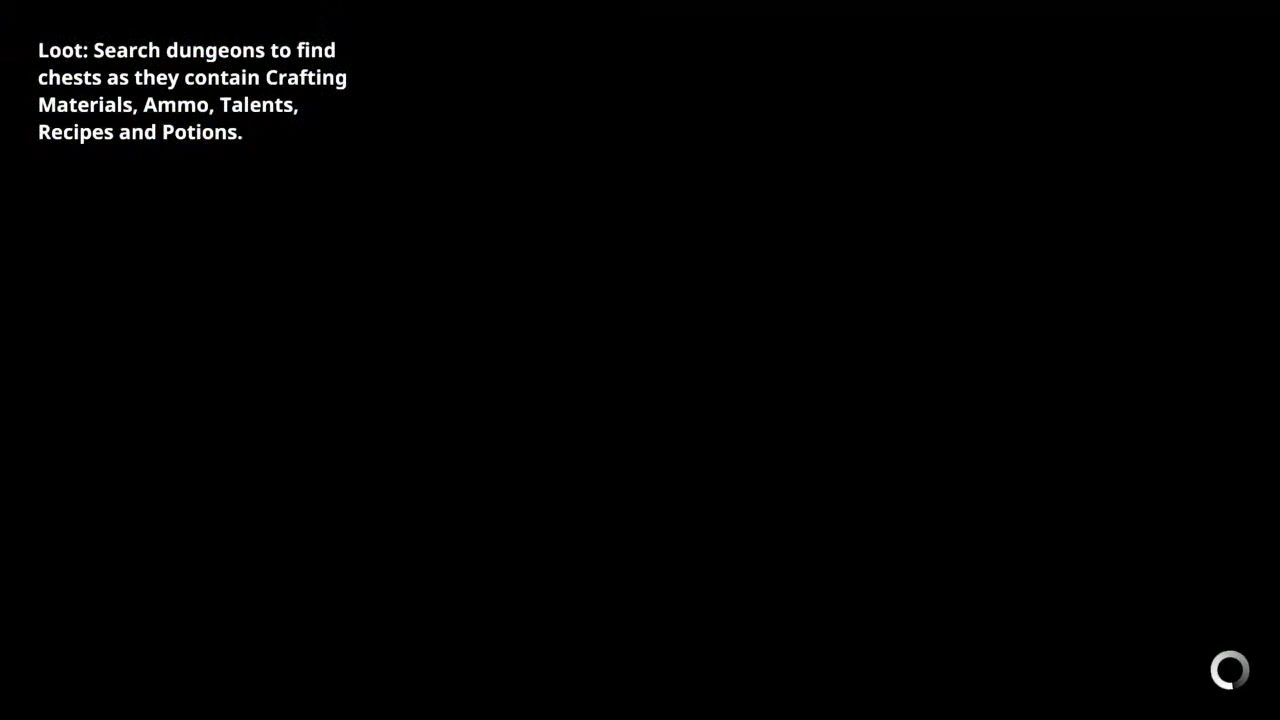 Loot: Search dungeons to find
chests as they contain Crafting
Materials, Ammo, Talents,
Recipes and Potions.